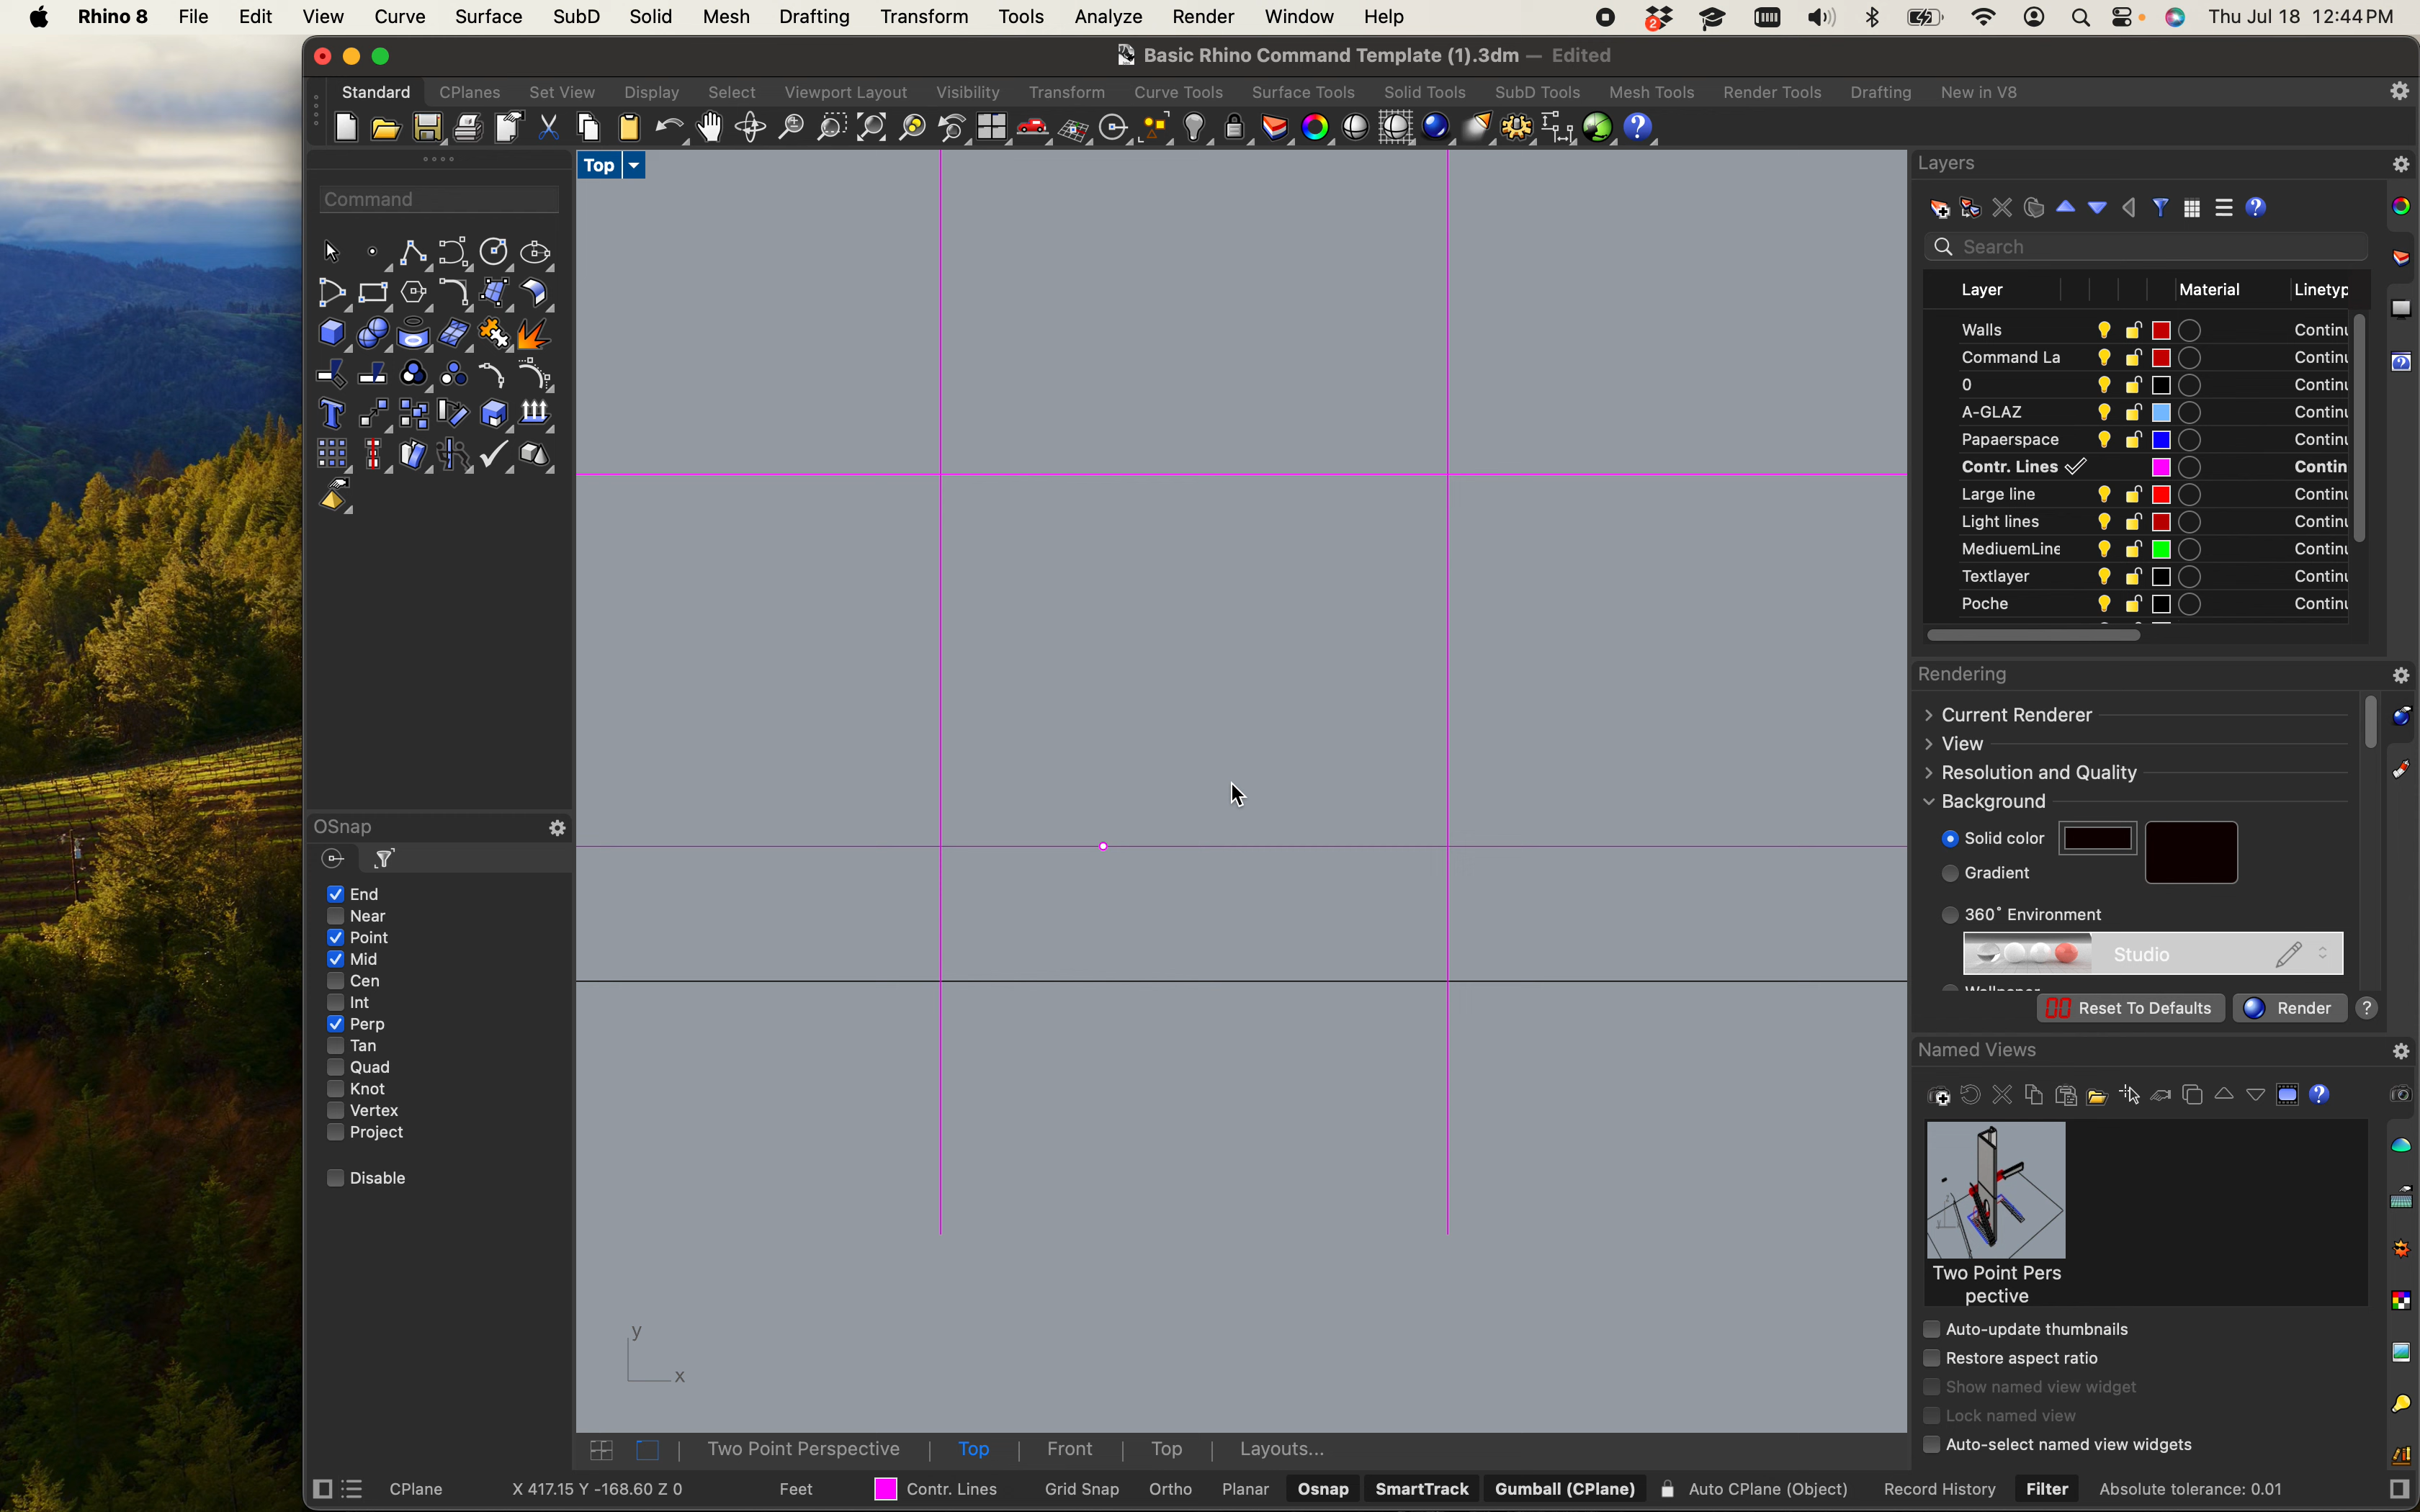 Rhino 8 File Edit View Curve Surface SubD Solid Mesh Drafting Transform Tools Analyze Render Window Help 2 Thu Jul 18 12:44 PM
Basic Rhino Command Template (1).3dm — Edited
Standard CPlanes Set View Display Select Viewport Layout Visibility Transform Curve Tools Surface Tools Solid Tools SubD Tools Mesh Tools Render Tools Drafting New in V8
Command
Top
Layers
Search
Layer Material Linetyp
Walls Continu
Command La Continu
0 Continu
A-GLAZ Continu
Papaerspace Continu
Contr. Lines Contin
Large line Continu
Light lines Continu
MediuemLine Continu
Textlayer Continu
Poche Continu
Rendering
Current Renderer
View
Resolution and Quality
Background
Solid color
Gradient
360° Environment
Studio
Wallpaper
Reset To Defaults Render ?
OSnap
End
Near
Point
Mid
Cen
Int
Perp
Tan
Quad
Knot
Vertex
Project
Disable
Named Views
Two Point Pers
pective
Auto-update thumbnails
Restore aspect ratio
Show named view widget
Lock named view
Auto-select named view widgets
y
x
Two Point Perspective | Top | Front | Top | Layouts...
CPlane X 417.15 Y -168.60 Z 0 Feet Contr. Lines Grid Snap Ortho Planar Osnap SmartTrack Gumball (CPlane) Auto CPlane (Object) Record History Filter Absolute tolerance: 0.01